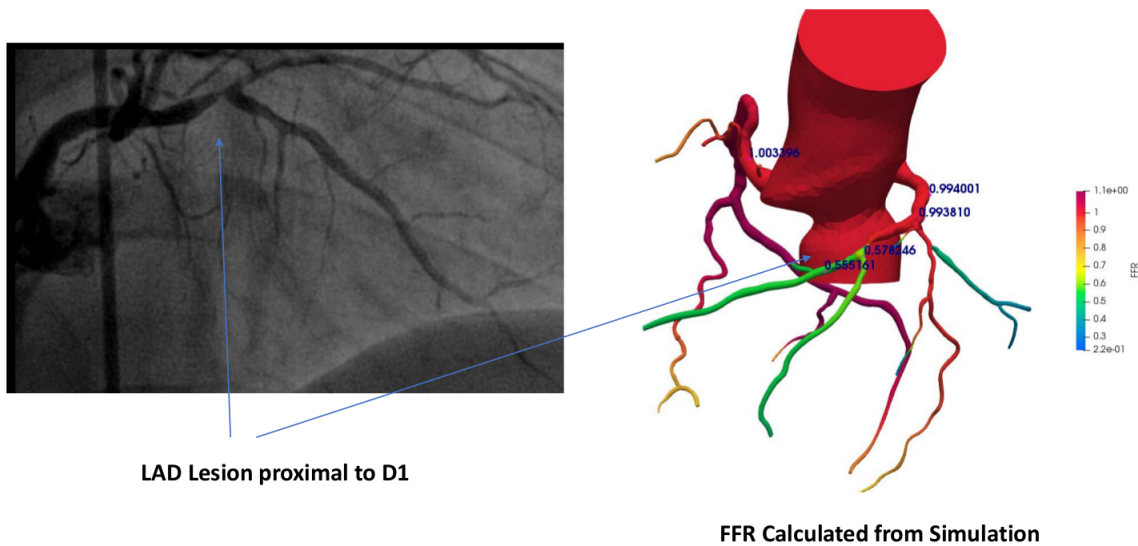 1.003396
0.994001
0.993810
0.578246
0.555161
1.1e+00
1
0.9
0.8
0.7
0.6
0.5
0.4
0.3
2.2e-01
FFR
LAD Lesion proximal to D1
FFR Calculated from Simulation